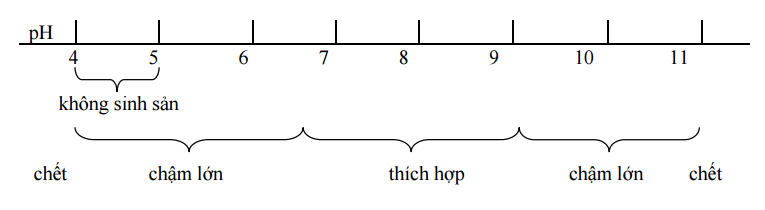 pH
4 5 6 7 8 9 10 11
không sinh sản
chết chậm lớn thích hợp chậm lớn chết